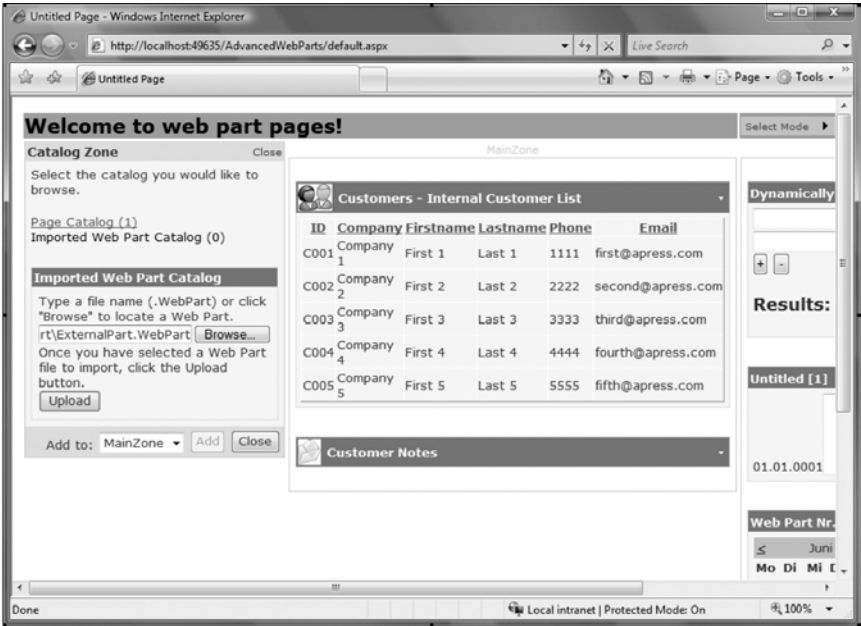 Untitled Page - Windows Internet Explorer
http://localhost:49635/AdvancedWebParts/default.aspx
Live Search
Untitled Page
Page
Tools
Welcome to web part pages!
Select Mode
Catalog Zone
Close
Select the catalog you would like to
browse.
Page Catalog (1)
Imported Web Part Catalog (0)
Imported Web Part Catalog
Type a file name (.WebPart) or click
"Browse" to locate a Web Part.
rt\ExternalPart.WebPart Browse...
Once you have selected a Web Part
file to import, click the Upload
button.
Upload
Add to: MainZone Add Close
MainZone
Customers - Internal Customer List
ID Company Firstname Lastname Phone Email
C001 Company 1 First 1 Last 1 1111 first@apress.com
C002 Company 2 First 2 Last 2 2222 second@apress.com
C003 Company 3 First 3 Last 3 3333 third@apress.com
C004 Company 4 First 4 Last 4 4444 fourth@apress.com
C005 Company 5 First 5 Last 5 5555 fifth@apress.com
Customer Notes
Dynamically
+ -
Results:
Untitled [1]
01.01.0001
Web Part Nr.
< Juni
Mo Di Mi D
Done
Local intranet | Protected Mode: On
100%